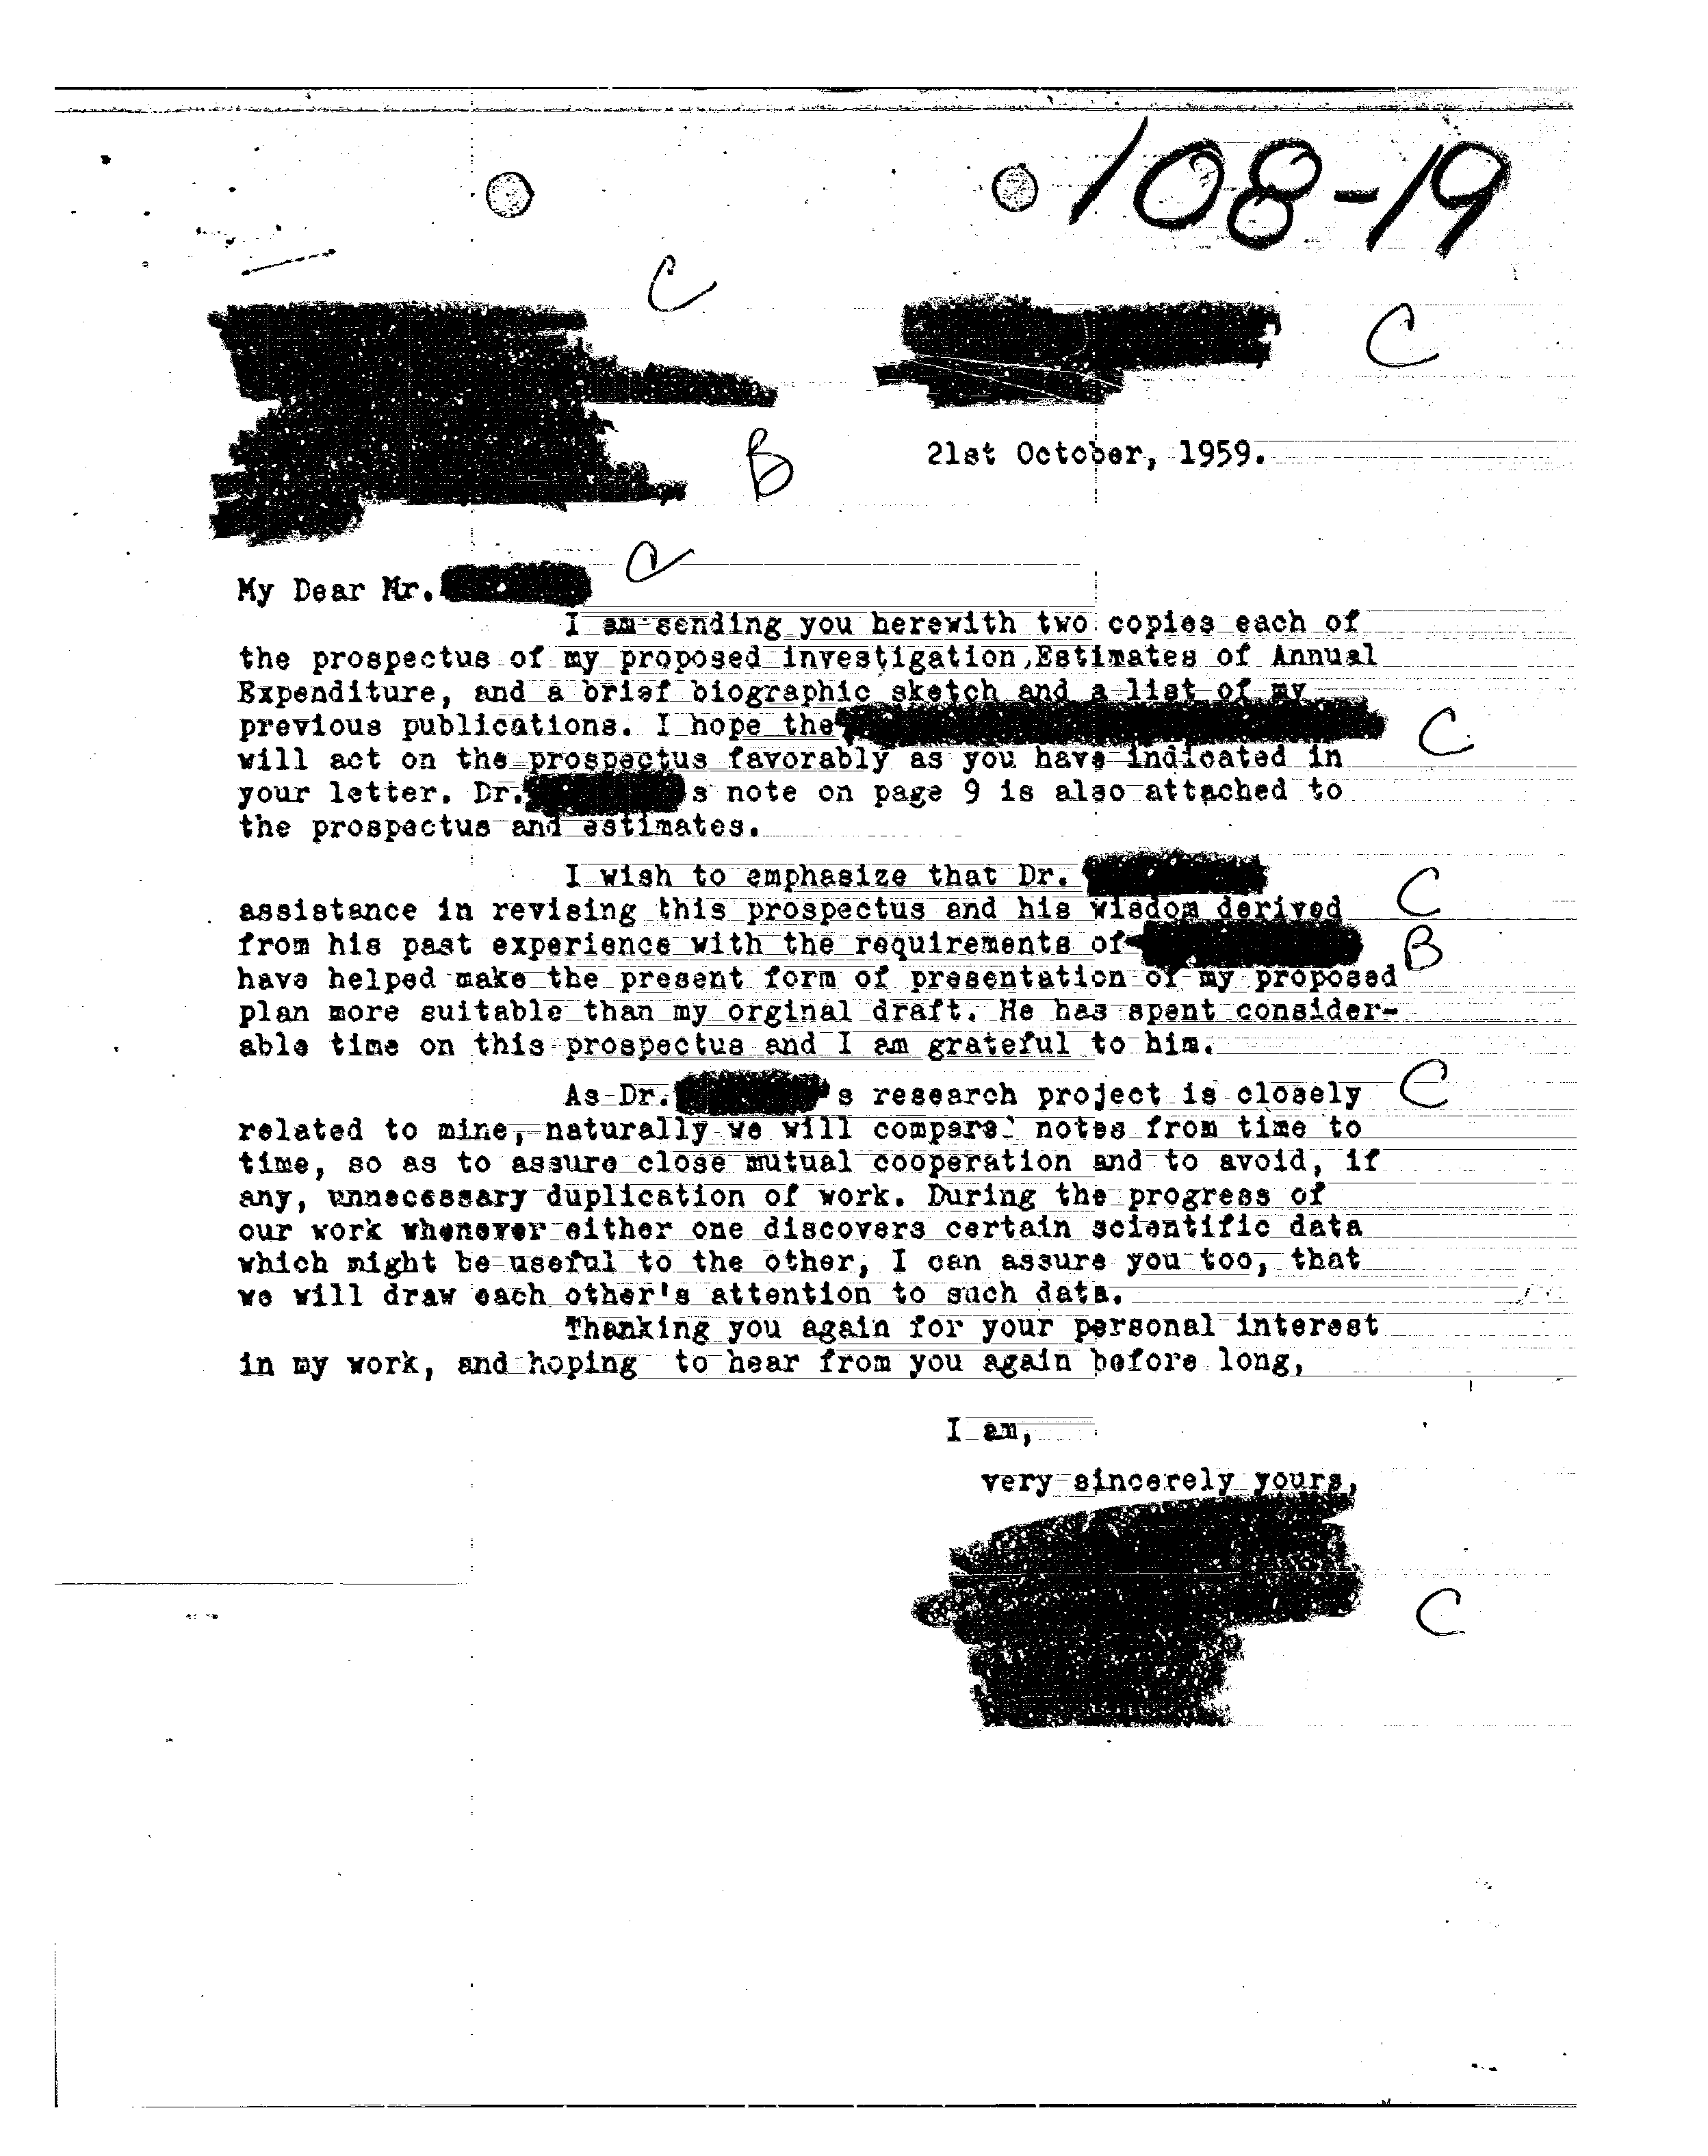 108-19
C
C
B
21st October, 1959.
C
My Dear Mr.
I am sending you herewith two copies each of
the prospectus of my proposed investigation,Estimates of Annual
Expenditure, and a brief biographic sketch and a list of my
previous publications. I hope the
C
will act on the prospectus favorably as you have indicated in
your letter. Dr. s note on page 9 is also attached to
the prospectus and estimates.
I wish to emphasize that Dr.
C
assistance in revising this prospectus and his wisdom derived
from his past experience with the requirements of
B
have helped make the present form of presentation of my proposed
plan more suitable than my orginal draft. He has spent consider-
able time on this prospectus and I am grateful to him.
As Dr. 's research project is closely
C
related to mine, naturally we will compare notes from time to
time, so as to assure close mutual cooperation and to avoid, if
any, unnecessary duplication of work. During the progress of
our work whenever either one discovers certain scientific data
which might be useful to the other, I can assure you too, that
we will draw each other's attention to such data.
Thanking you again for your personal interest
in my work, and hoping to hear from you again before long,
I am,
very sincerely yours,
C